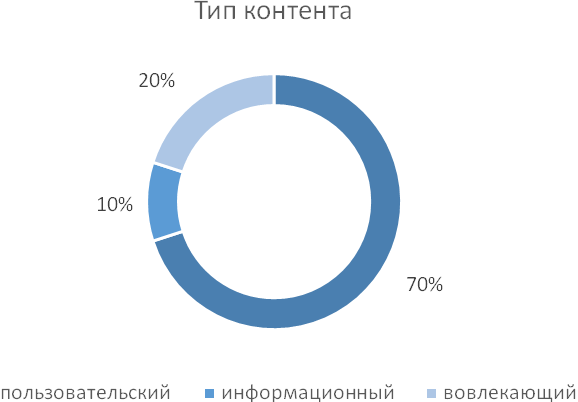 Тип контента
20%
10%
70%
пользовательский информационный вовлекающий